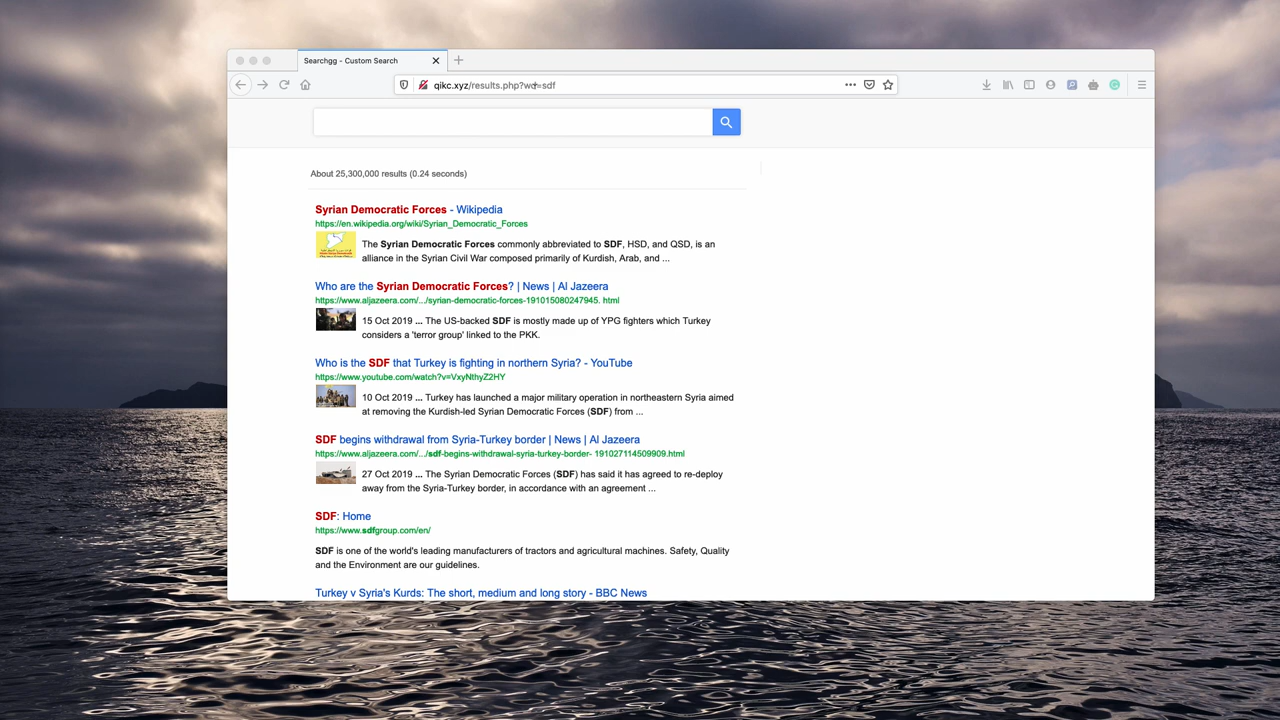 Searchgg - Custom Search
qikc.xyz/results.php?wd=sdf
About 25,300,000 results (0.24 seconds)
Syrian Democratic Forces - Wikipedia
https://en.wikipedia.org/wiki/Syrian_Democratic_Forces
The Syrian Democratic Forces commonly abbreviated to SDF, HSD, and QSD, is an
alliance in the Syrian Civil War composed primarily of Kurdish, Arab, and ...
Who are the Syrian Democratic Forces? | News | Al Jazeera
https://www.aljazeera.com/.../syrian-democratic-forces-191015080247945. html
15 Oct 2019 ... The US-backed SDF is mostly made up of YPG fighters which Turkey
considers a 'terror group' linked to the PKK.
Who is the SDF that Turkey is fighting in northern Syria? - YouTube
https://www.youtube.com/watch?v=VxyNthyZ2HY
10 Oct 2019 ... Turkey has launched a major military operation in northeastern Syria aimed
at removing the Kurdish-led Syrian Democratic Forces (SDF) from ...
SDF begins withdrawal from Syria-Turkey border | News | Al Jazeera
https://www.aljazeera.com/.../sdf-begins-withdrawal-syria-turkey-border- 191027114509909.html
27 Oct 2019 ... The Syrian Democratic Forces (SDF) has said it has agreed to re-deploy
away from the Syria-Turkey border, in accordance with an agreement ...
SDF: Home
https://www.sdfgroup.com/en/
SDF is one of the world's leading manufacturers of tractors and agricultural machines. Safety, Quality
and the Environment are our guidelines.
Turkey v Syria's Kurds: The short, medium and long story - BBC News